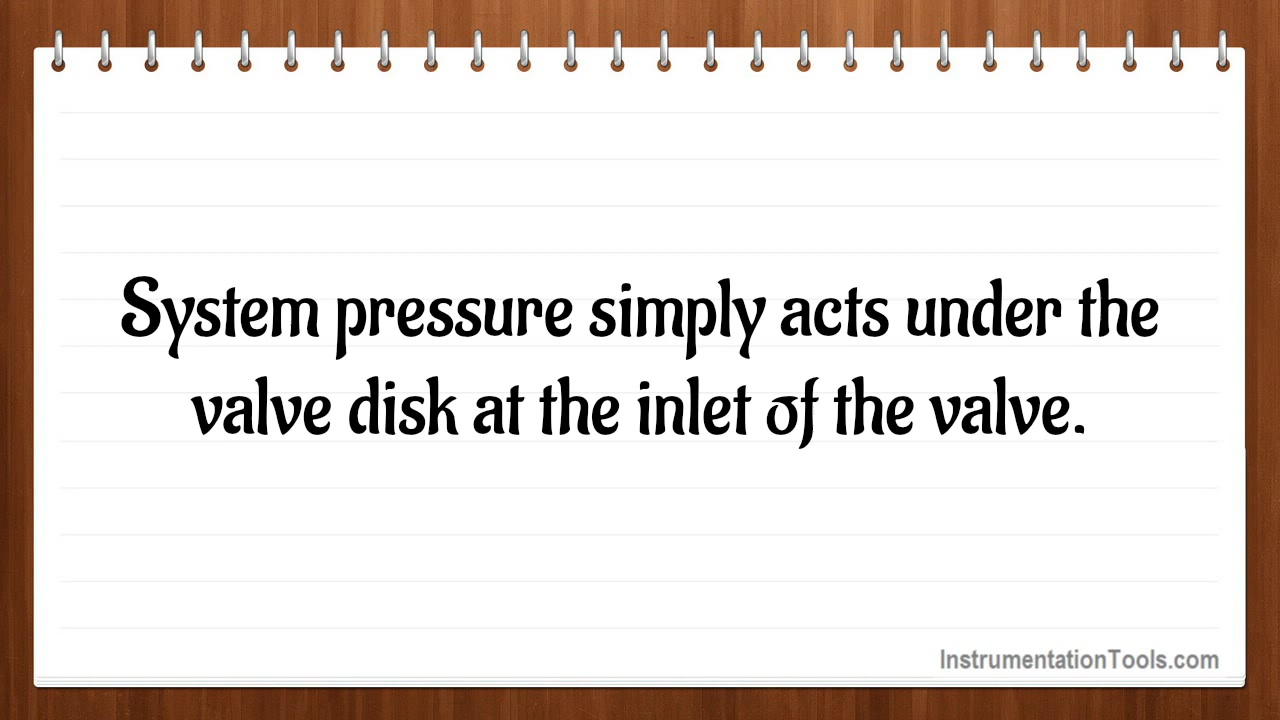 System pressure simply acts under the
valve disk at the inlet of the valve.
InstrumentationTools.com